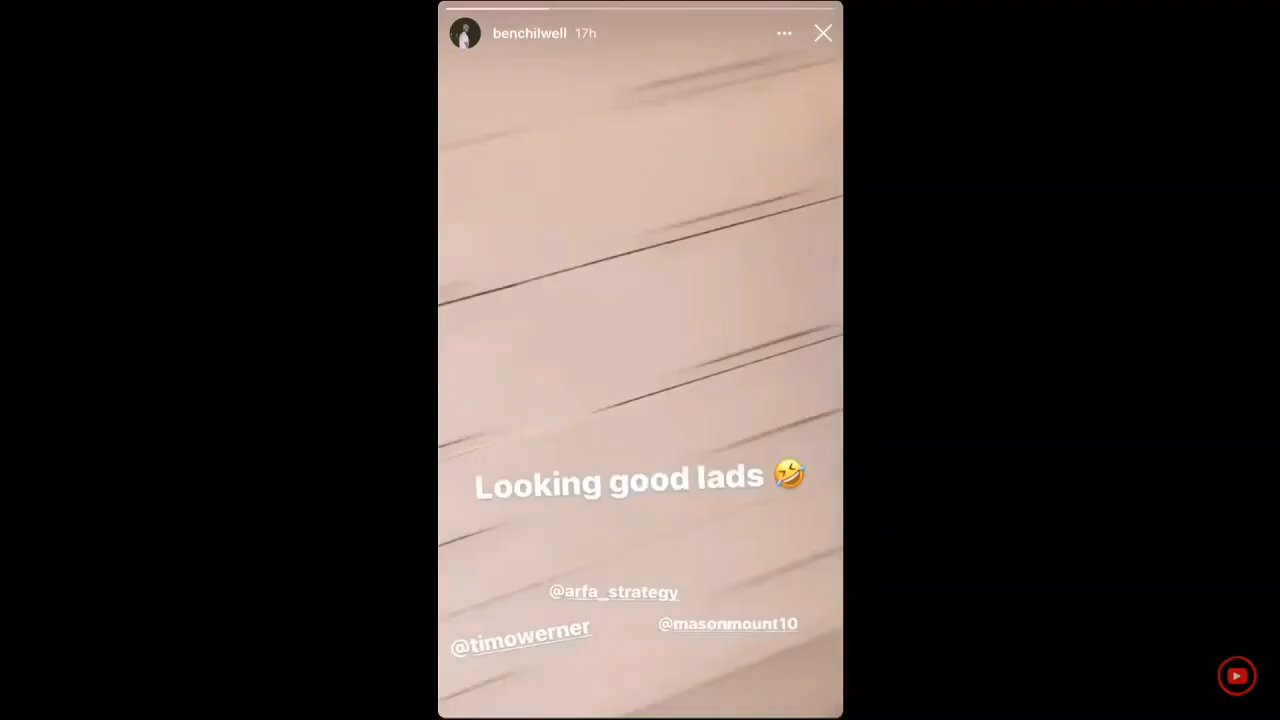 benchilwell 17h
Looking good lads 🤣
@arfa_strategy
@masonmount10
@timowerner